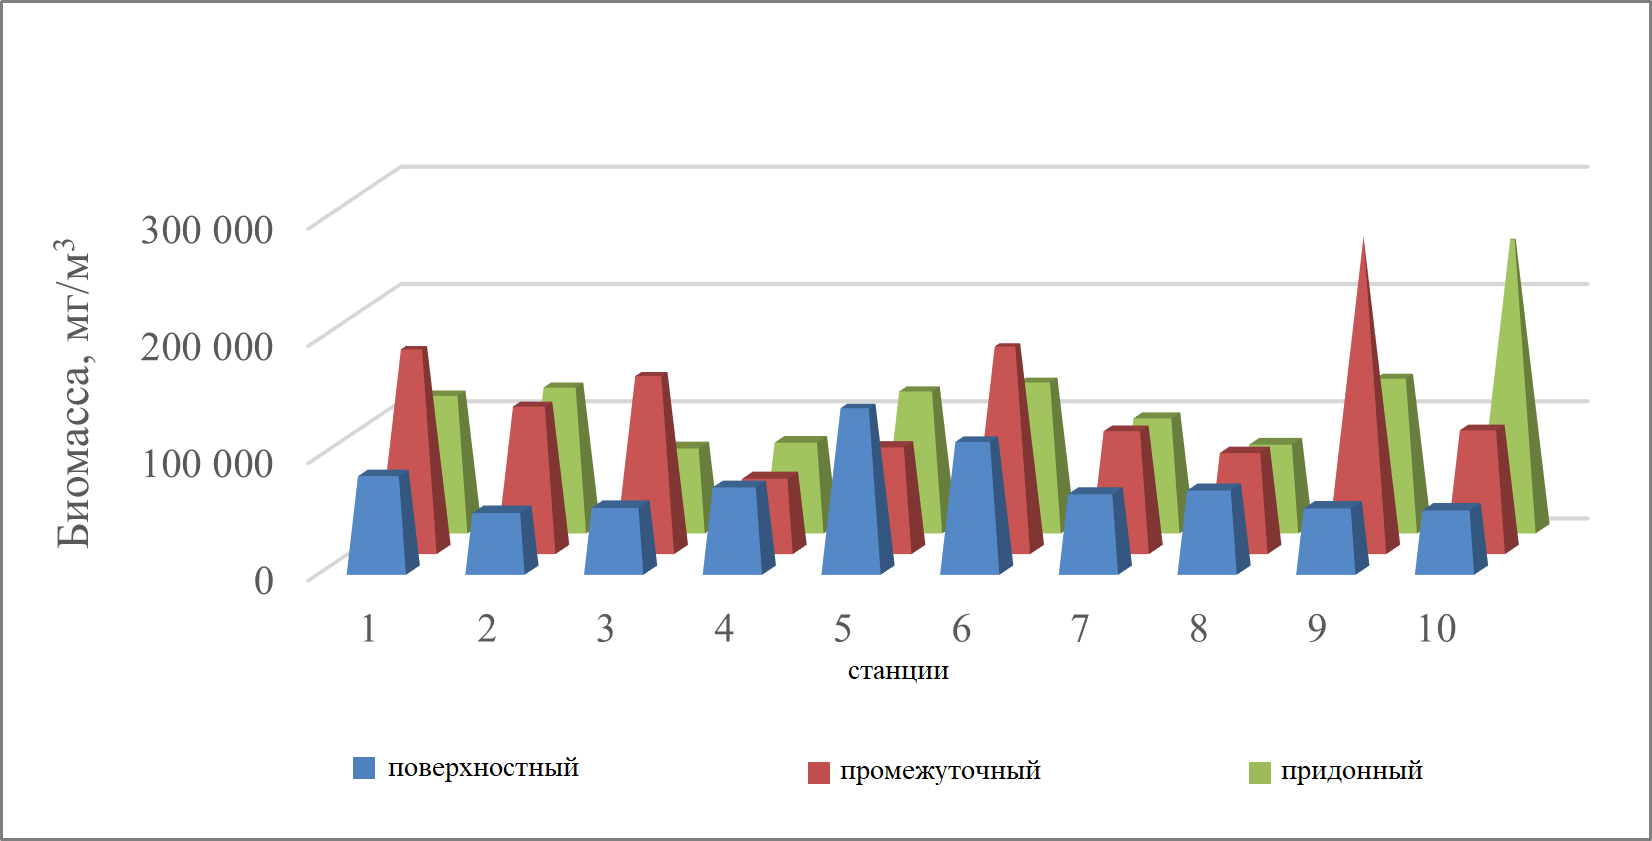 Биомасса, мг/м³
300 000
200 000
100 000
0
1 2 3 4 5 6 7 8 9 10
станции
поверхностный промежуточный придонный